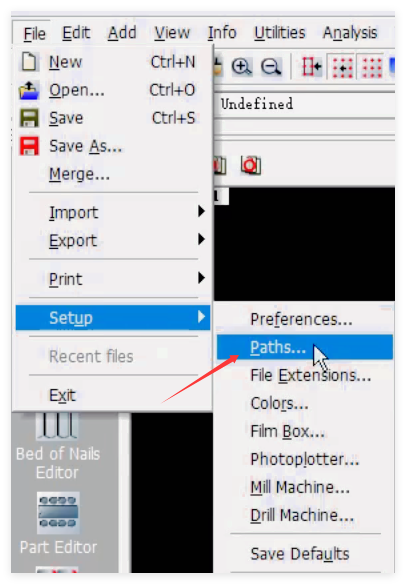 File Edit Add View Info Utilities Analysis
New Ctrl+N
Open... Ctrl+O
Save Ctrl+S
Save As...
Merge...
Import
Export
Print
Setup
Recent files
Exit
Undefined
Preferences...
Paths...
File Extensions...
Colors...
Film Box...
Photoplotter...
Mill Machine...
Drill Machine...
Save Defaults
Bed of Nails
Editor
Part Editor